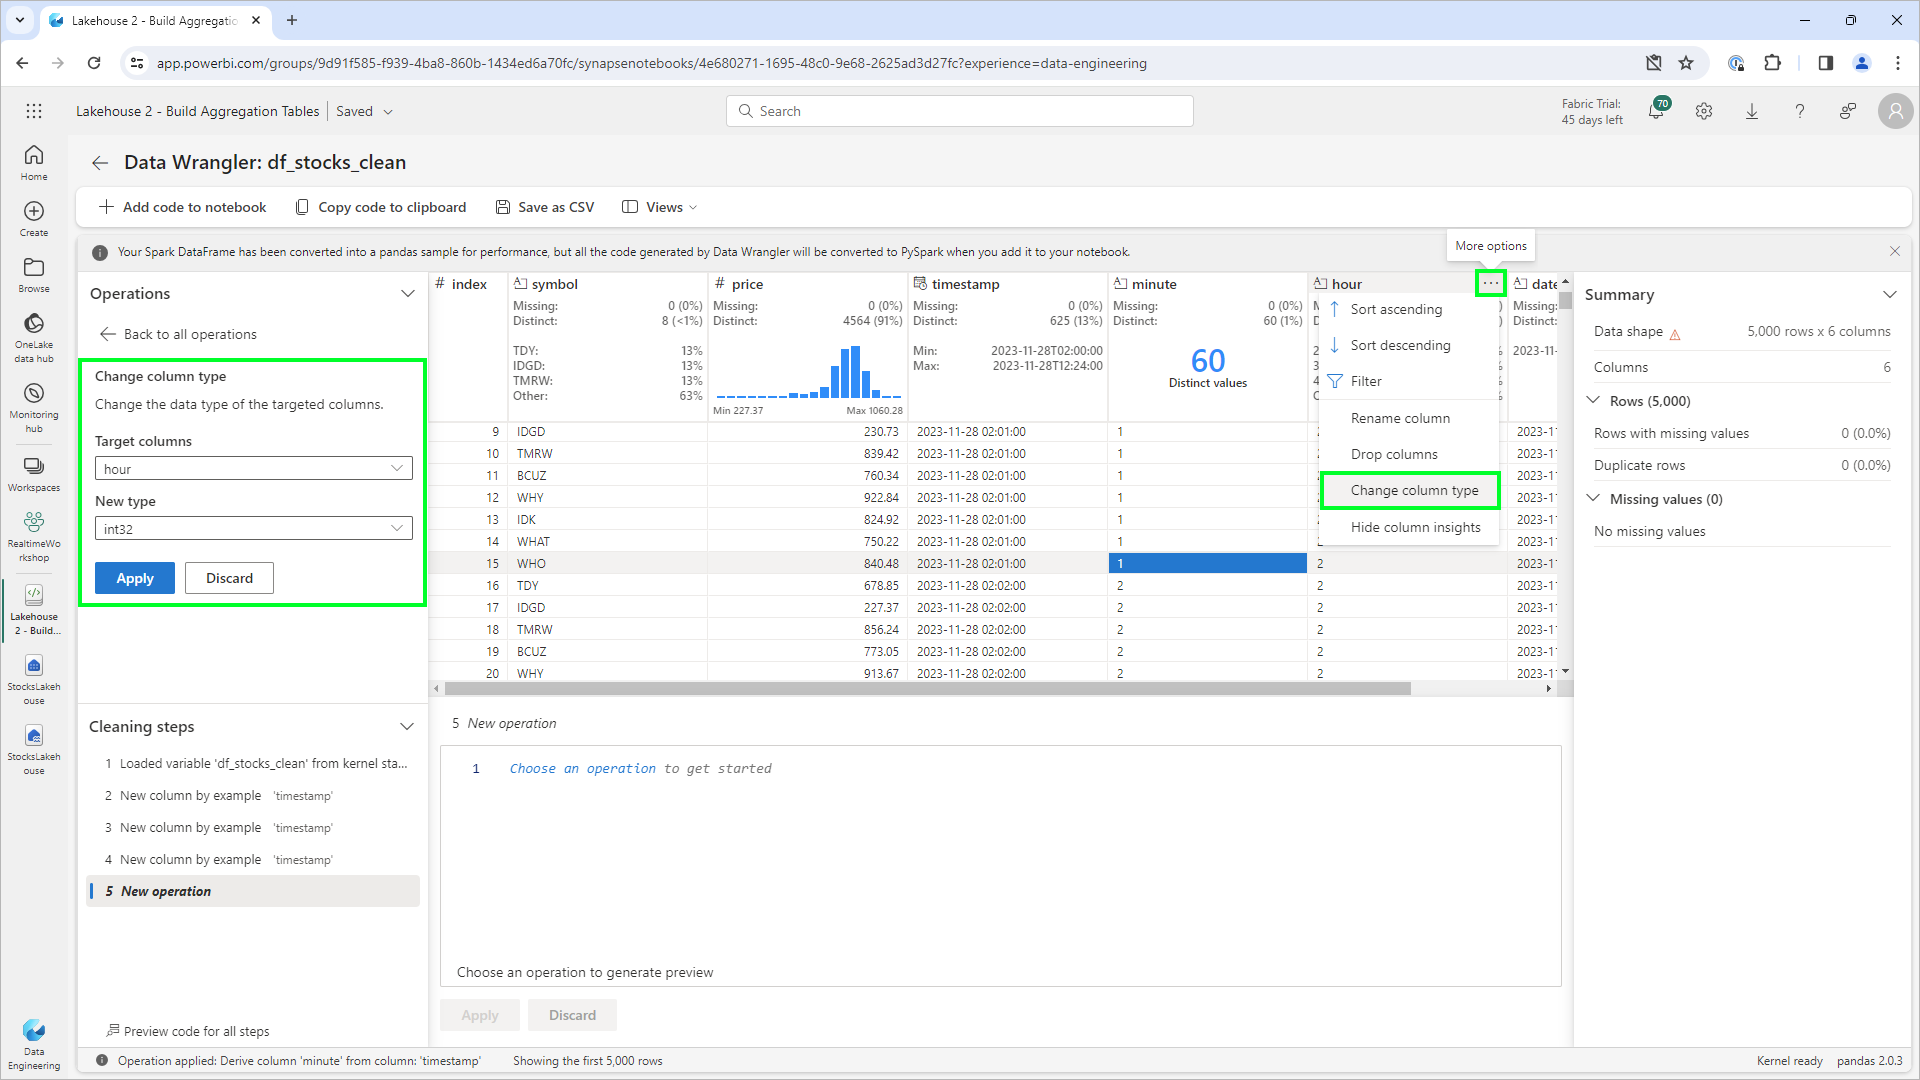 Lakehouse 2 - Build Aggregatio
app.powerbi.com/groups/9d91f585-f939-4ba8-860b-1434ed6a70fc/synapsenotebooks/4e680271-1695-48c0-9e68-2625ad3d27fc?experience=data-engineering
Lakehouse 2 - Build Aggregation Tables | Saved
Search
Fabric Trial:
45 days left
70
Home
Create
Browse
OneLake
data hub
Monitoring
hub
Workspaces
RealtimeWo
rkshop
Lakehouse
2 - Build...
StocksLakeh
ouse
StocksLakeh
ouse
Data
Engineering
Data Wrangler: df_stocks_clean
Add code to notebook
Copy code to clipboard
Save as CSV
Views
Your Spark DataFrame has been converted into a pandas sample for performance, but all the code generated by Data Wrangler will be converted to PySpark when you add it to your notebook.
More options
Operations
Back to all operations
Change column type
Change the data type of the targeted columns.
Target columns
hour
New type
int32
Apply Discard
Cleaning steps
1 Loaded variable 'df_stocks_clean' from kernel sta...
2 New column by example 'timestamp'
3 New column by example 'timestamp'
4 New column by example 'timestamp'
5 New operation
Preview code for all steps
# index symbol # price timestamp minute hour ... date
Missing: 0 (0%) Missing: 0 (0%) Missing: 0 (0%) Missing: 0 (0%) Missing:
Distinct: 8 (<1%) Distinct: 4564 (91%) Distinct: 625 (13%) Distinct: 60 (1%) Distinct:
TDY: 13% Min: 2023-11-28T02:00:00 2023-11
IDGD: 13% Max: 2023-11-28T12:24:00
TMRW: 13%
Other: 63%
60
Distinct values
Min 227.37 Max 1060.28
Sort ascending
Sort descending
Filter
Rename column
Drop columns
Change column type
Hide column insights
9 IDGD 230.73 2023-11-28 02:01:00 1 2023-11
10 TMRW 839.42 2023-11-28 02:01:00 1 2023-11
11 BCUZ 760.34 2023-11-28 02:01:00 1 2023-11
12 WHY 922.84 2023-11-28 02:01:00 1 2023-11
13 IDK 824.92 2023-11-28 02:01:00 1 2023-11
14 WHAT 750.22 2023-11-28 02:01:00 1 2023-11
15 WHO 840.48 2023-11-28 02:01:00 1 2 2023-11
16 TDY 678.85 2023-11-28 02:02:00 2 2 2023-11
17 IDGD 227.37 2023-11-28 02:02:00 2 2 2023-11
18 TMRW 856.24 2023-11-28 02:02:00 2 2 2023-11
19 BCUZ 773.05 2023-11-28 02:02:00 2 2 2023-11
20 WHY 913.67 2023-11-28 02:02:00 2 2 2023-11
5 New operation
1 Choose an operation to get started
Choose an operation to generate preview
Apply Discard
Summary
Data shape 5,000 rows x 6 columns
Columns 6
Rows (5,000)
Rows with missing values 0 (0.0%)
Duplicate rows 0 (0.0%)
Missing values (0)
No missing values
Operation applied: Derive column 'minute' from column: 'timestamp' Showing the first 5,000 rows Kernel ready pandas 2.0.3